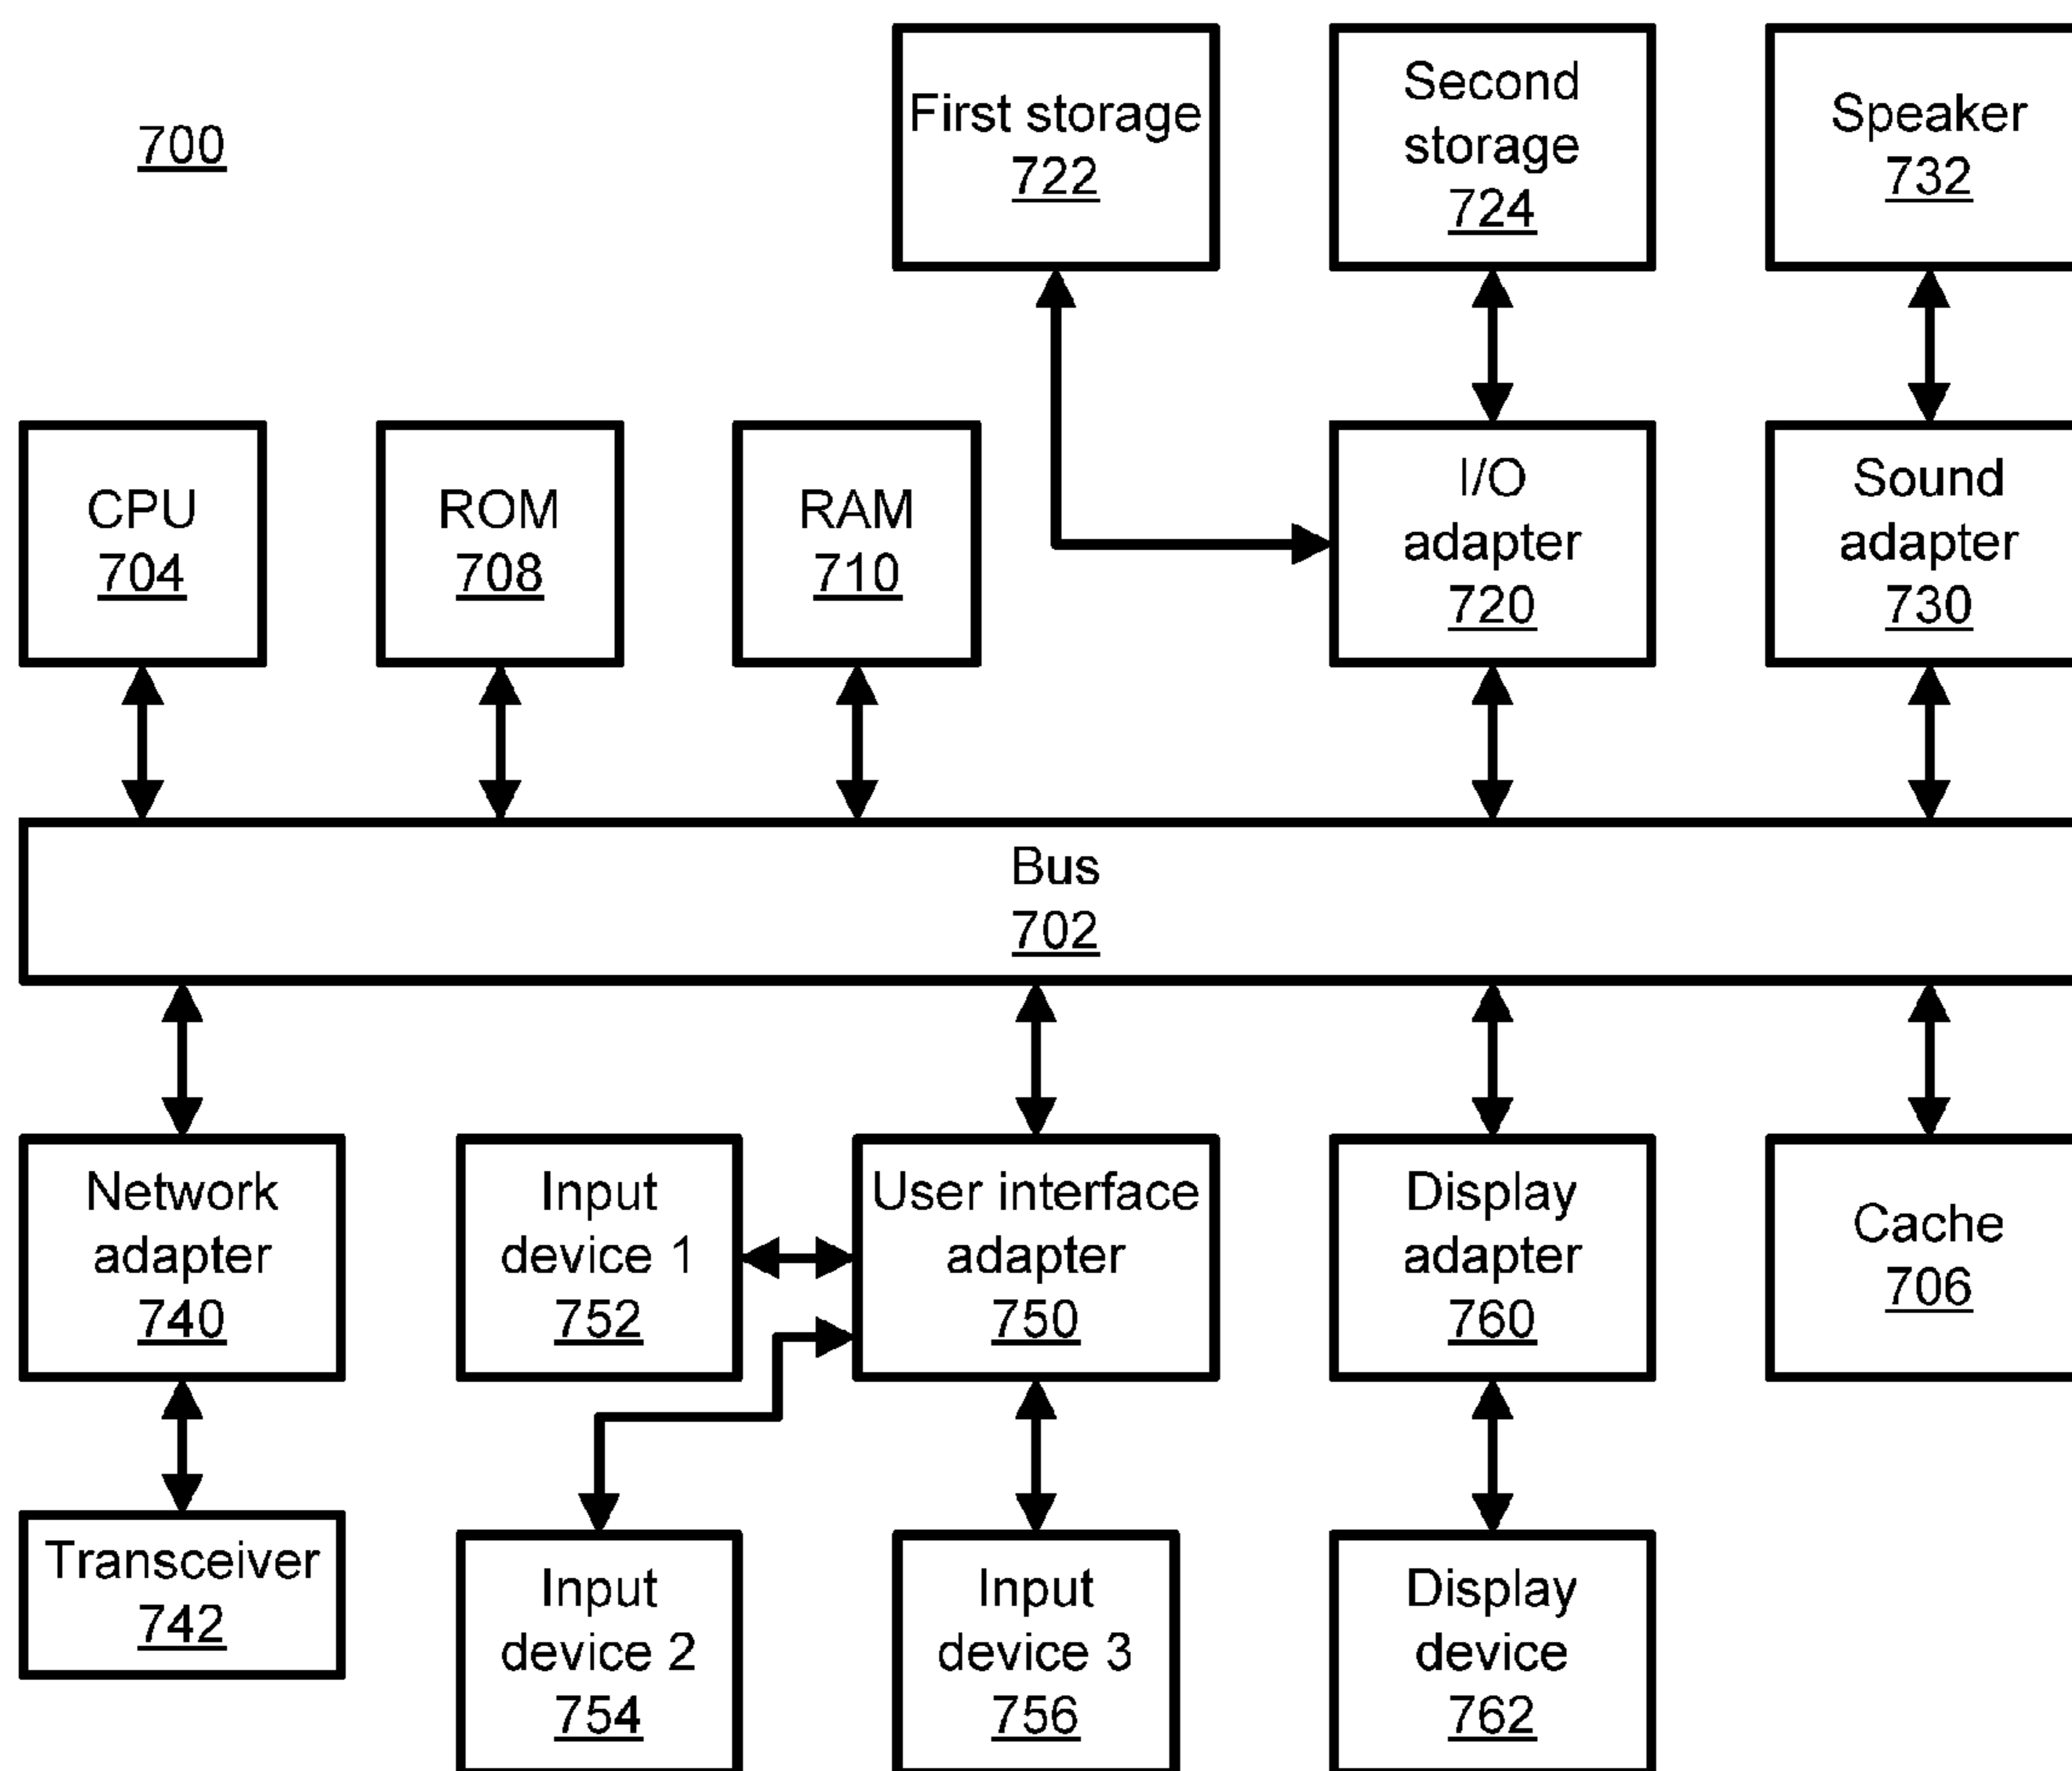 700
First storage
722
Second
storage
724
Speaker
732
CPU
704
ROM
708
RAM
710
I/O
adapter
720
Sound
adapter
730
Bus
702
Network
adapter
740
Input
device 1
752
User interface
adapter
750
Display
adapter
760
Cache
706
Transceiver
742
Input
device 2
754
Input
device 3
756
Display
device
762